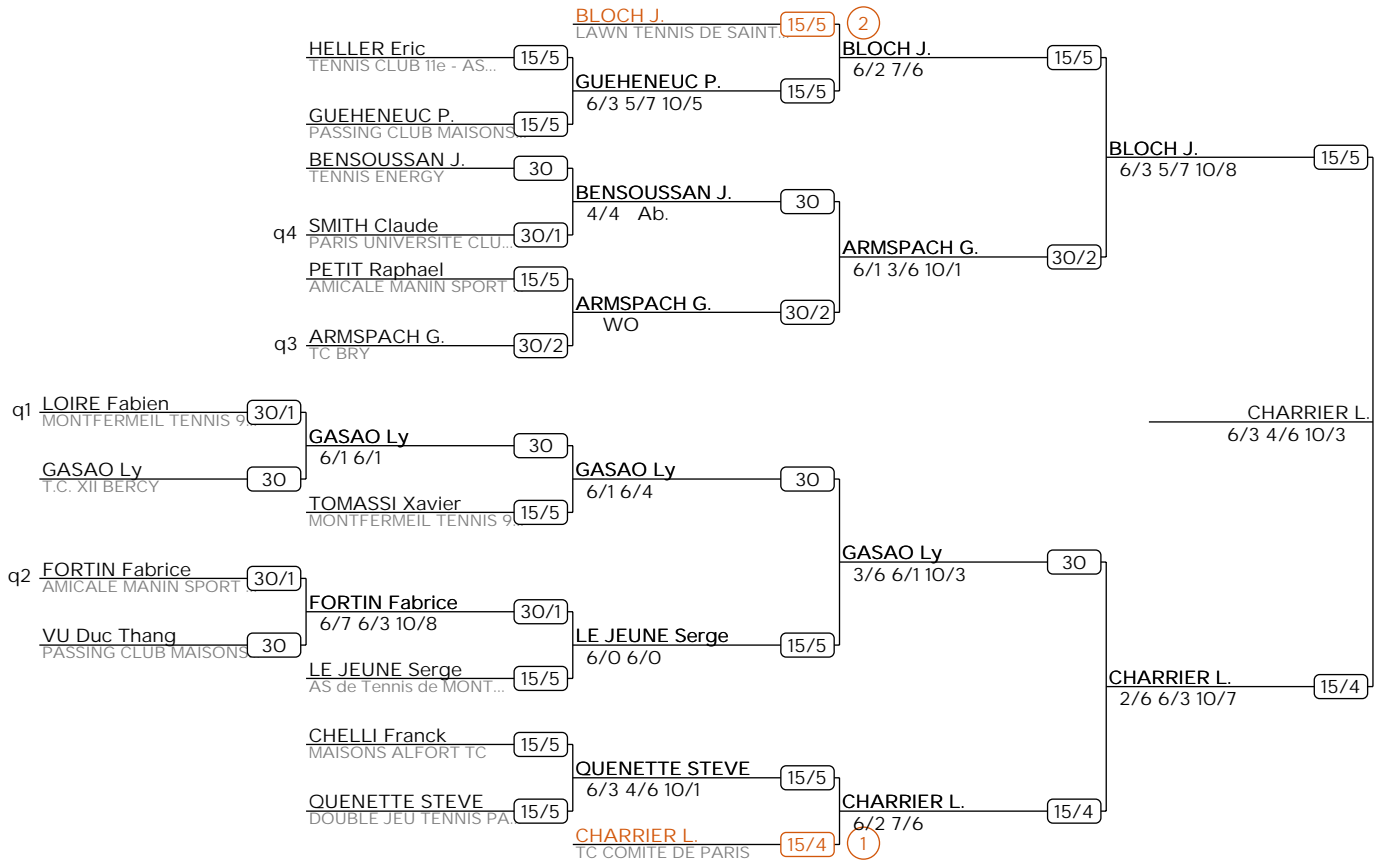 BLOCH J.
LAWN TENNIS DE SAINT...
15/5
2
HELLER Eric
TENNIS CLUB 11e - AS...
15/5
BLOCH J.
6/2 7/6
15/5
GUEHENEUC P.
6/3 5/7 10/5
15/5
GUEHENEUC P.
PASSING CLUB MAISONS...
15/5
BLOCH J.
6/3 5/7 10/8
15/5
BENSOUSSAN J.
TENNIS ENERGY
30
BENSOUSSAN J.
4/4 Ab.
30
q4 SMITH Claude
PARIS UNIVERSITE CLU...
30/1
ARMSPACH G.
6/1 3/6 10/1
30/2
PETIT Raphael
AMICALE MANIN SPORT
15/5
ARMSPACH G.
WO
30/2
q3 ARMSPACH G.
TC BRY
30/2
q1 LOIRE Fabien
MONTFERMEIL TENNIS 9...
30/1
CHARRIER L.
6/3 4/6 10/3
GASAO Ly
6/1 6/1
30
GASAO Ly
T.C. XII BERCY
30
GASAO Ly
6/1 6/4
30
TOMASSI Xavier
MONTFERMEIL TENNIS 9...
15/5
GASAO Ly
3/6 6/1 10/3
30
q2 FORTIN Fabrice
AMICALE MANIN SPORT ...
30/1
FORTIN Fabrice
6/7 6/3 10/8
30/1
VU Duc Thang
PASSING CLUB MAISONS
30
LE JEUNE Serge
6/0 6/0
15/5
LE JEUNE Serge
AS de Tennis de MONT...
15/5
CHARRIER L.
2/6 6/3 10/7
15/4
CHELLI Franck
MAISONS ALFORT TC
15/5
QUENETTE STEVE
6/3 4/6 10/1
15/5
QUENETTE STEVE
DOUBLE JEU TENNIS PA...
15/5
CHARRIER L.
6/2 7/6
15/4
CHARRIER L.
TC COMITE DE PARIS
15/4
1